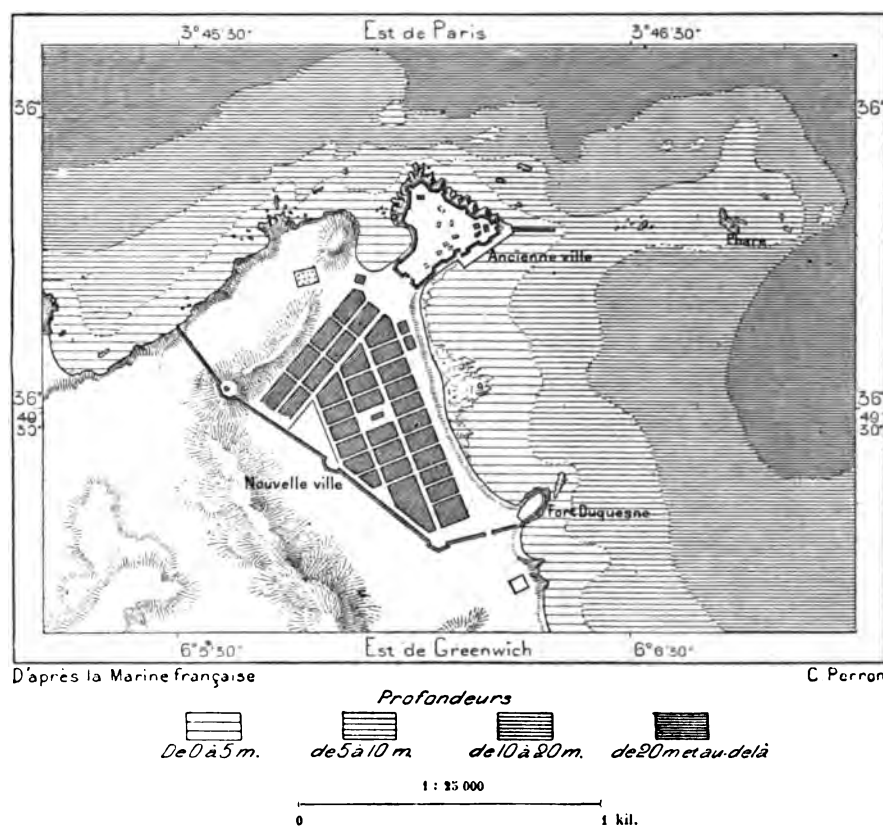 3°45'30" Est de Paris 3°46'30"
36° 36°
Ancienne ville
Phare
36° 36°
49' 49'
30" 30"
Nouvelle ville
Fort Duquesne
6°5'30" Est de Greenwich 6°6'30"
D'après la Marine française C. Perron
Profondeurs
De 0 à 5 m. de 5 à 10 m. de 10 à 20 m. de 20 m et au-delà
1 : 25 000
0 1 kil.